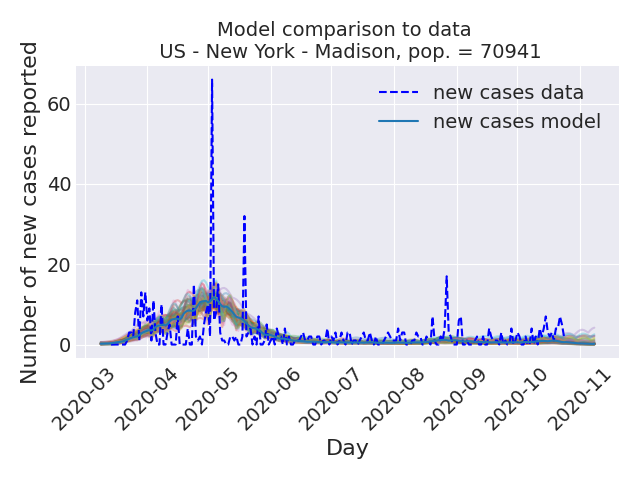 Model comparison to data
US - New York - Madison, pop. = 70941
Number of new cases reported
60
40
20
0
new cases data
new cases model
2020-03
2020-04
2020-05
2020-06
2020-07
2020-08
2020-09
2020-10
2020-11
Day